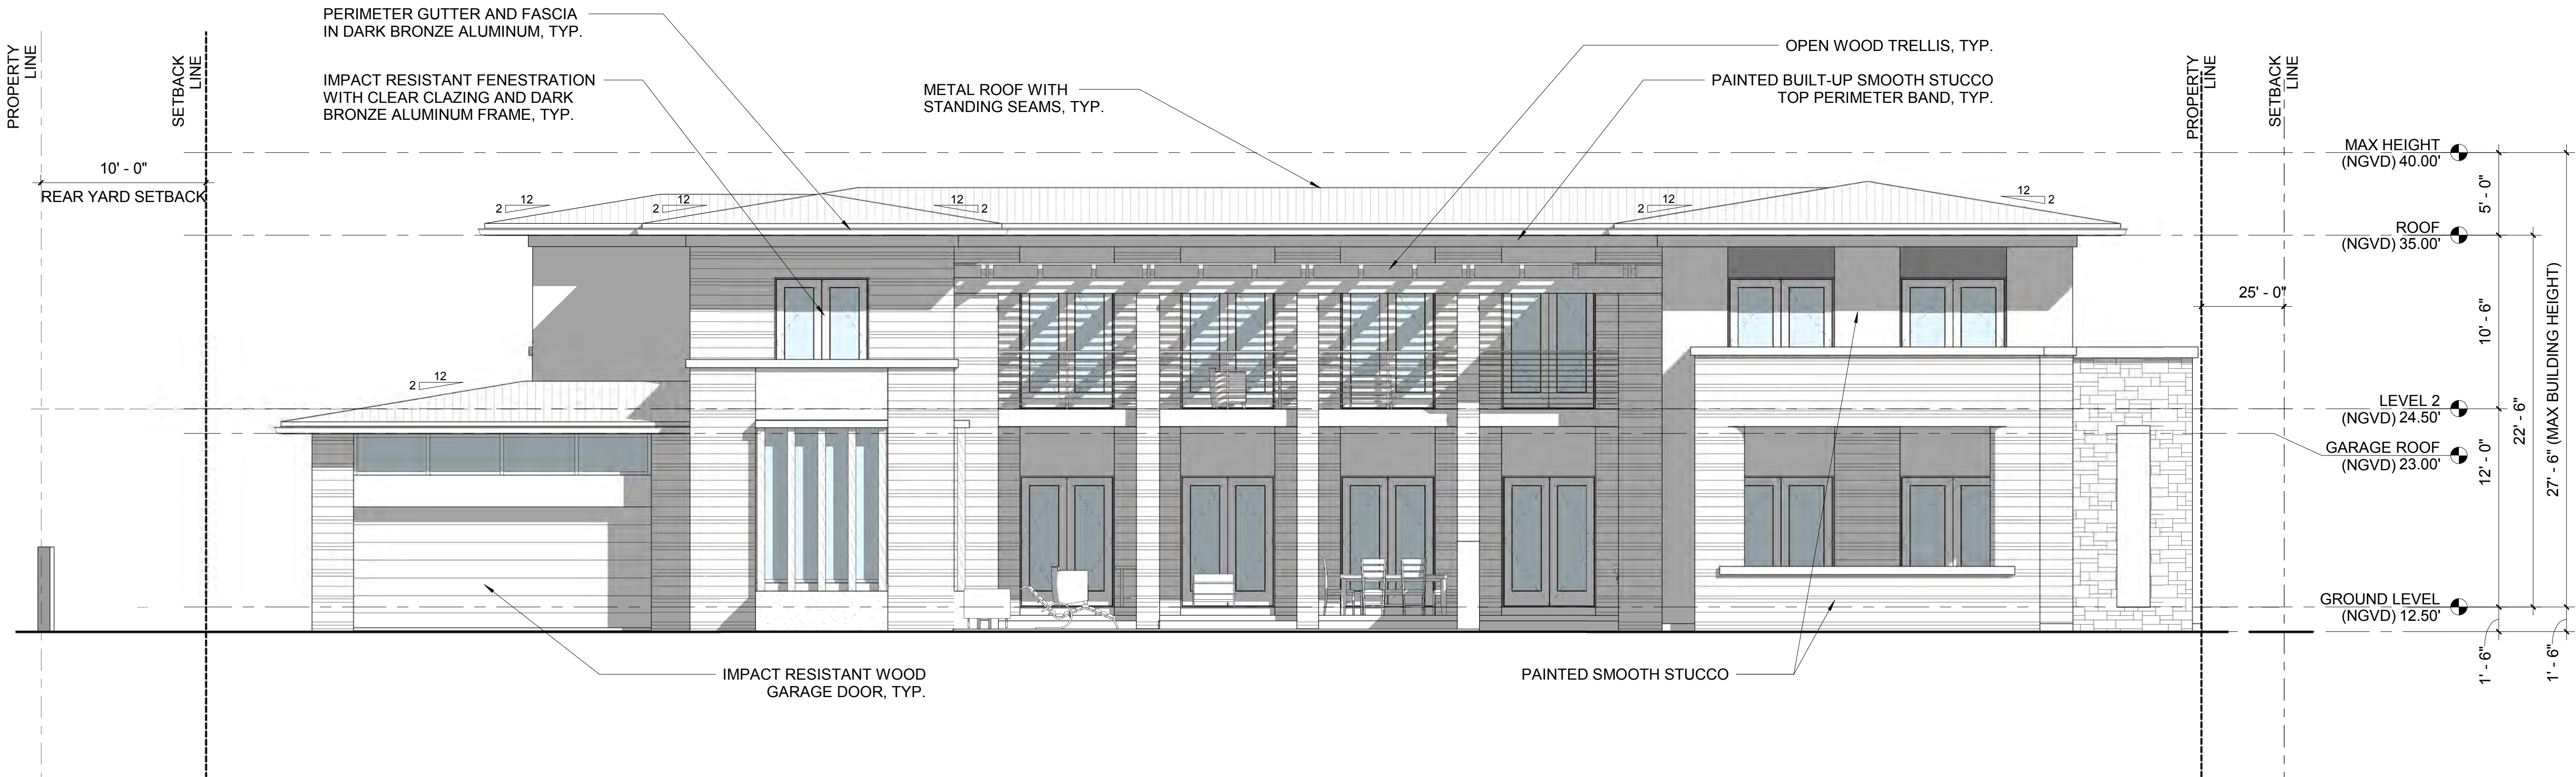 PERIMETER GUTTER AND FASCIA
IN DARK BRONZE ALUMINUM, TYP.
IMPACT RESISTANT FENESTRATION
WITH CLEAR CLAZING AND DARK
BRONZE ALUMINUM FRAME, TYP.
METAL ROOF WITH
STANDING SEAMS, TYP.
OPEN WOOD TRELLIS, TYP.
PAINTED BUILT-UP SMOOTH STUCCO
TOP PERIMETER BAND, TYP.
PROPERTY
LINE
SETBACK
LINE
10' - 0"
REAR YARD SETBACK
PROPERTY
LINE
SETBACK
LINE
25' - 0"
12
2
12
2
12
2
12
2
12
2
12
2
MAX HEIGHT
(NGVD) 40.00'
ROOF
(NGVD) 35.00'
LEVEL 2
(NGVD) 24.50'
GARAGE ROOF
(NGVD) 23.00'
GROUND LEVEL
(NGVD) 12.50'
5' - 0"
10' - 6"
12' - 0"
1' - 6"
22' - 6"
27' - 6" (MAX BUILDING HEIGHT)
1' - 6"
IMPACT RESISTANT WOOD
GARAGE DOOR, TYP.
PAINTED SMOOTH STUCCO